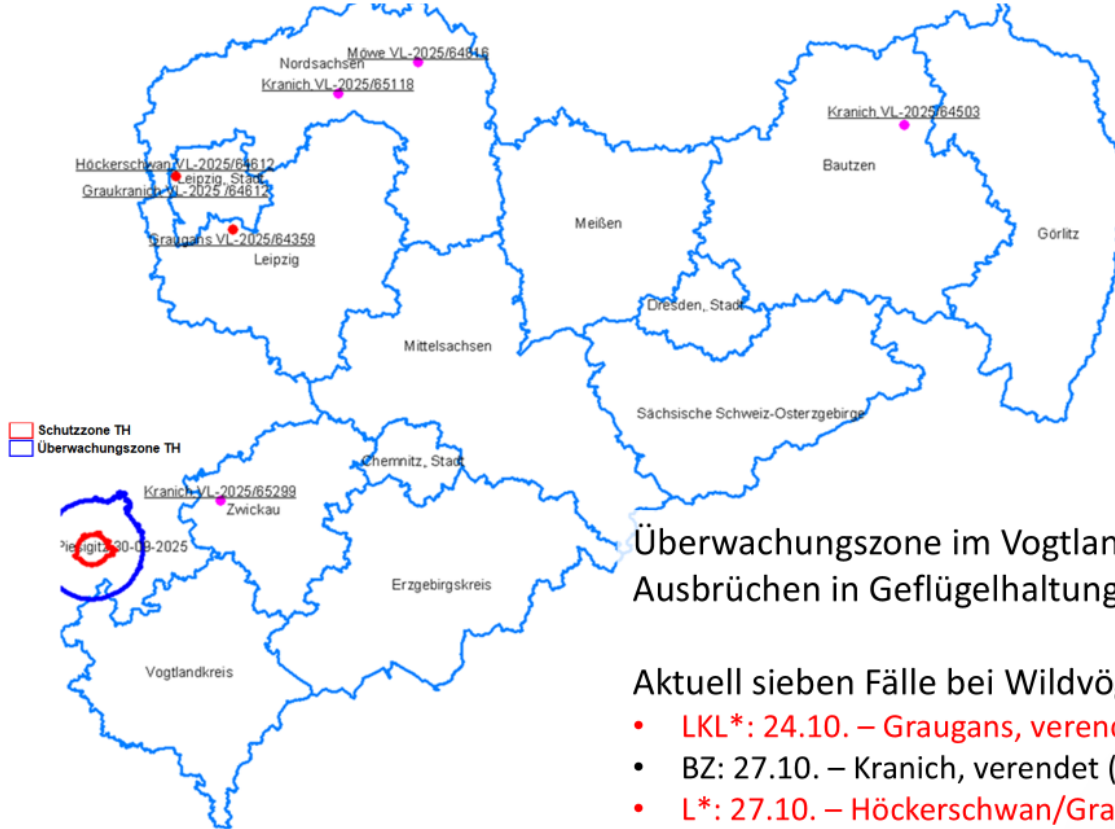 Möwe VL-2025/64816
Nordsachsen
Kranich VL-2025/65118
Kranich VL-2025/64503
Bautzen
Höckerschwan VL-2025/64612
Leipzig, Stadt
Graukranich VL-2025 /64612
Graugans VL-2025/64359
Leipzig
Meißen
Görlitz
Dresden, Stadt
Mittelsachsen
Sächsische Schweiz-Osterzgebirge
Schutzzone TH
Überwachungszone TH
Chemnitz, Stadt
Kranich VL-2025/65299
Zwickau
30-09-2025
Erzgebirgskreis
Vogtlandkreis
Überwachungszone im Vogtlan
Ausbrüchen in Geflügelhaltung
Aktuell sieben Fälle bei Wildvö
• LKL*: 24.10. – Graugans, verend
• BZ: 27.10. – Kranich, verendet (
• L*: 27.10. – Höckerschwan/Gra